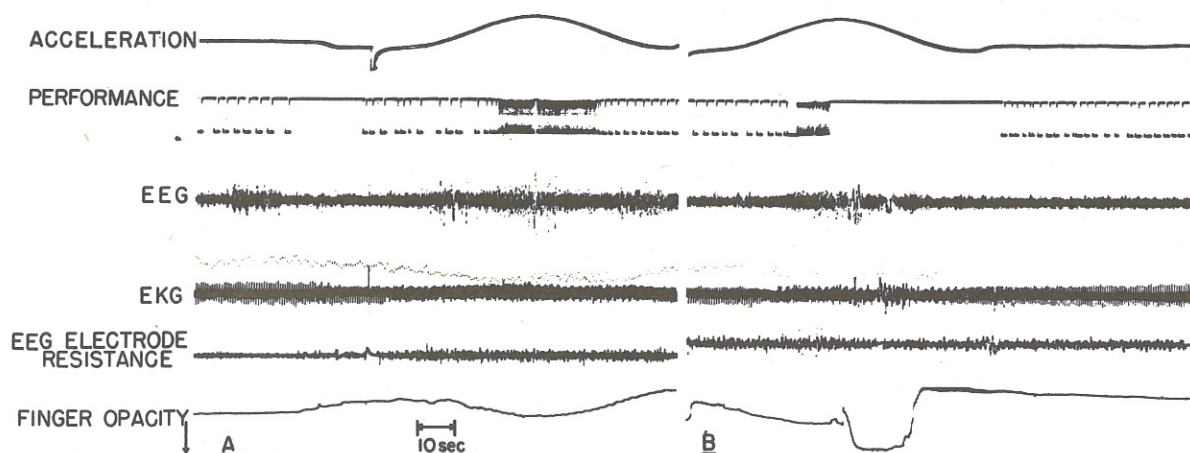 ACCELERATION
PERFORMANCE
EEG
EKG
EEG ELECTRODE
RESISTANCE
FINGER OPACITY
A
10 sec
B